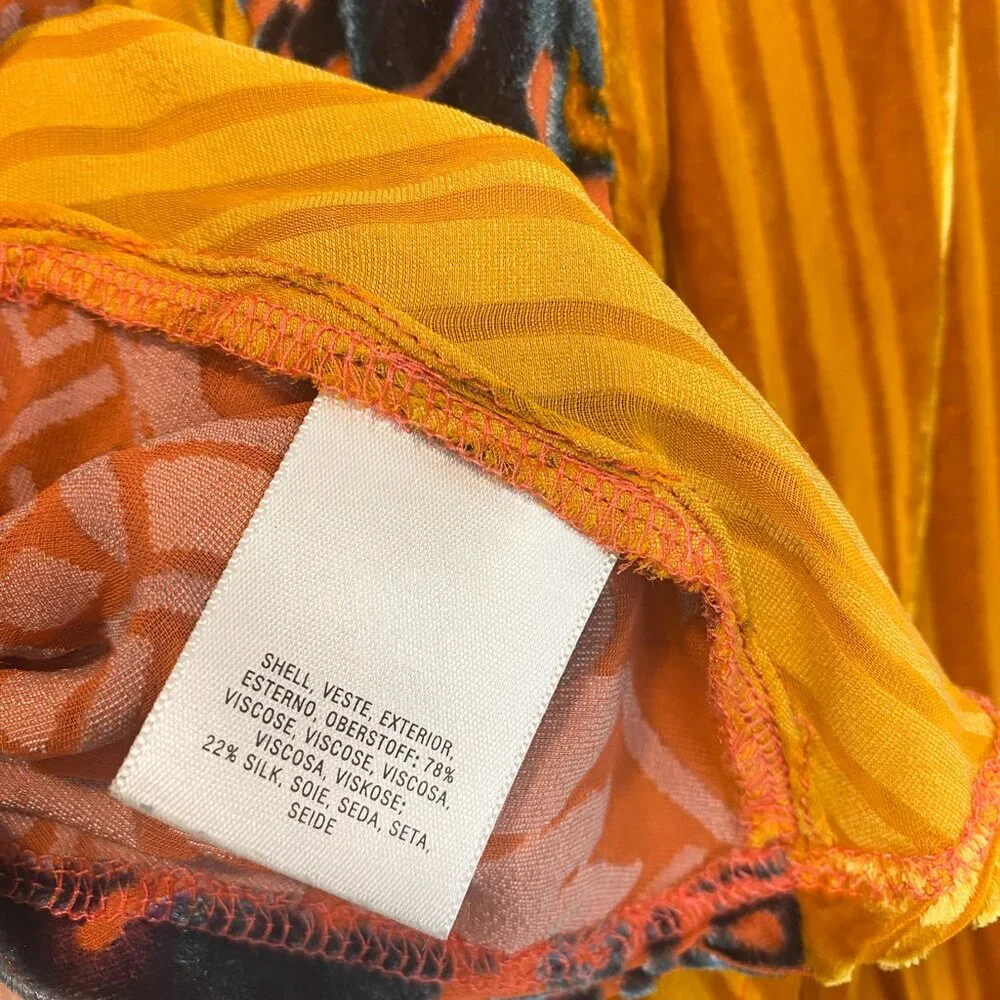 SHELL, VESTE, EXTERIOR,
ESTERNO, OBERSTOFF: 78%
VISCOSE, VISCOSE, VISCOSA,
VISCOSA, VISKOSE;
22% SILK, SOIE, SEDA, SETA,
SEIDE